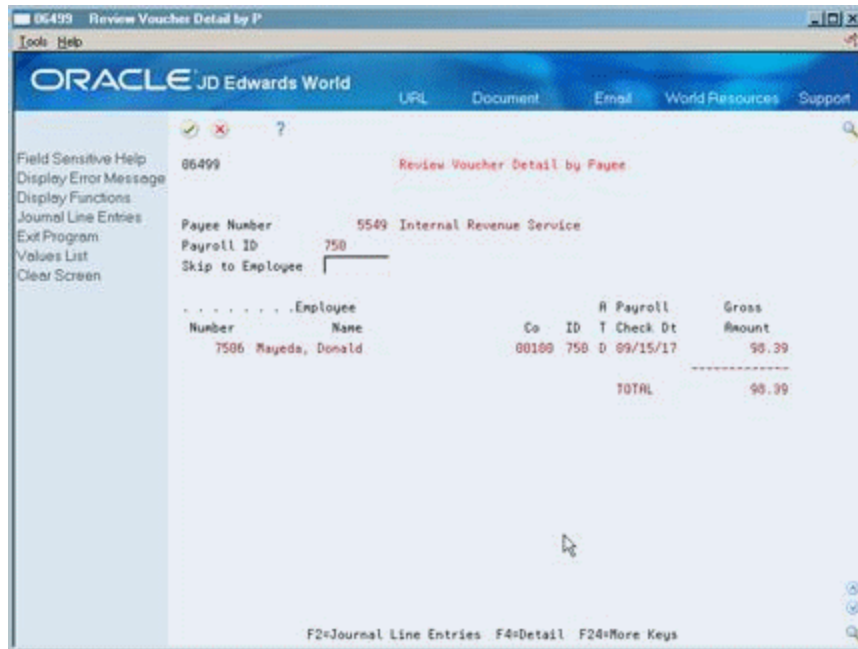 06499 Review Voucher Detail by P
Tools Help
ORACLE JD Edwards World
URL Document Email World Resources Support
?
Field Sensitive Help
Display Error Message
Display Functions
Journal Line Entries
Exit Program
Values List
Clear Screen
06499 Review Voucher Detail by Payee
Payee Number 5549 Internal Revenue Service
Payroll ID 750
Skip to Employee
. . . . . . . .Employee A Payroll Gross
Number Name Co ID T Check Dt Amount
7506 Mayeda, Donald 00100 750 D 09/15/17 98.39
-------------
TOTAL 98.39
F2=Journal Line Entries F4=Detail F24=More Keys